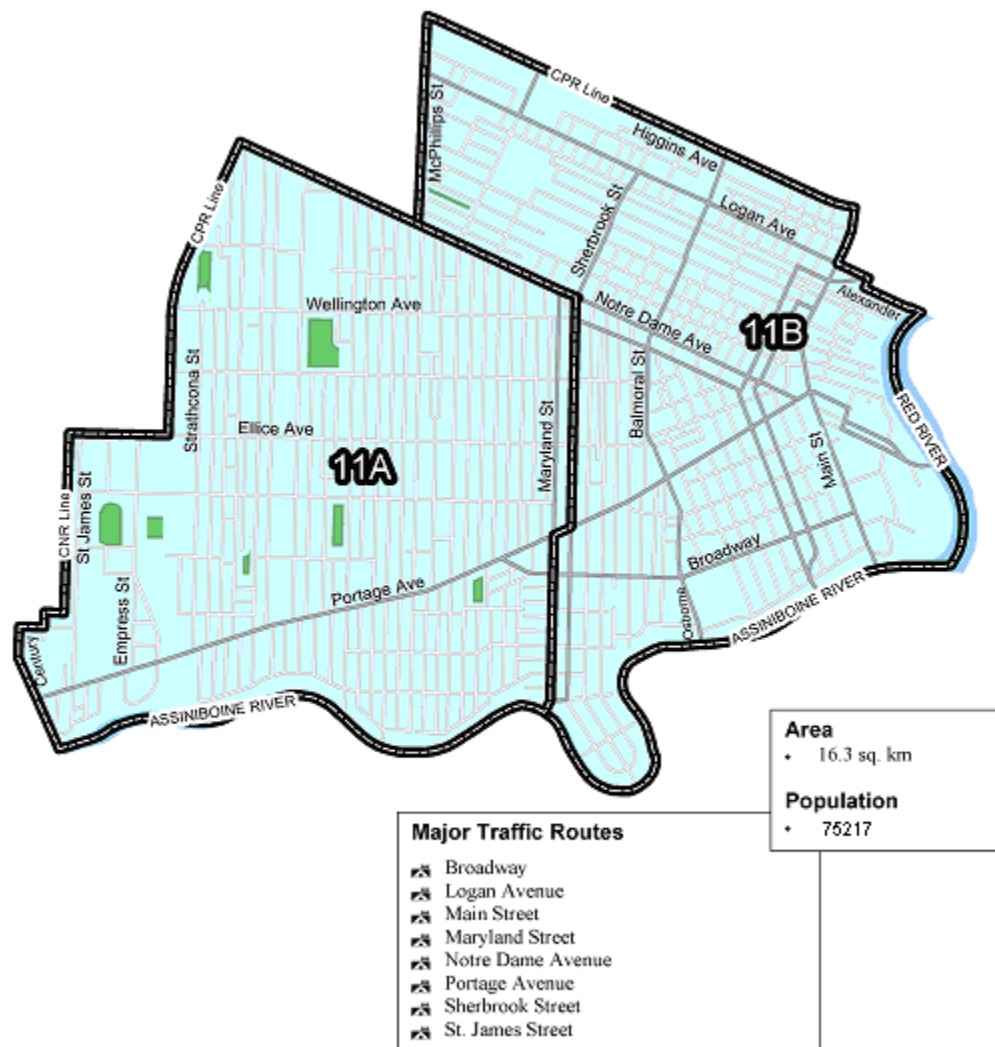 CPR Line
McPhillips St
Higgins Ave
CPR Line
Sherbrook St
Logan Ave
Alexander
Wellington Ave
Notre Dame Ave
11B
Strathcona St
Balmoral St
RED RIVER
Ellice Ave
Maryland St
Main St
11A
CNR Line
St James St
Broadway
Portage Ave
Empress St
Osborne
ASSINIBOINE RIVER
Century
ASSINIBOINE RIVER
Area
• 16.3 sq. km
Population
• 75217
Major Traffic Routes
Broadway
Logan Avenue
Main Street
Maryland Street
Notre Dame Avenue
Portage Avenue
Sherbrook Street
St. James Street